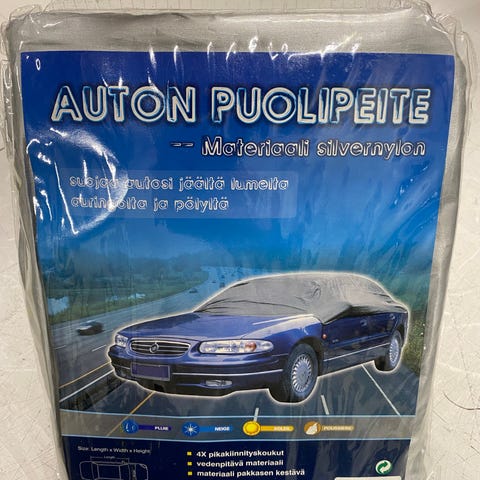 AUTON PUOLIPEITE
-- Materiaali silvernylon
suojaa autosi jäältä lumelta
auringolta ja pölyltä
PLUIE NEIGE SOLEIL POUSSIERE
Size: Length x Width x Height
Length
4X pikakiinnityskoukut
vedenpitävä materiaali
materiaali pakkasen kestävä